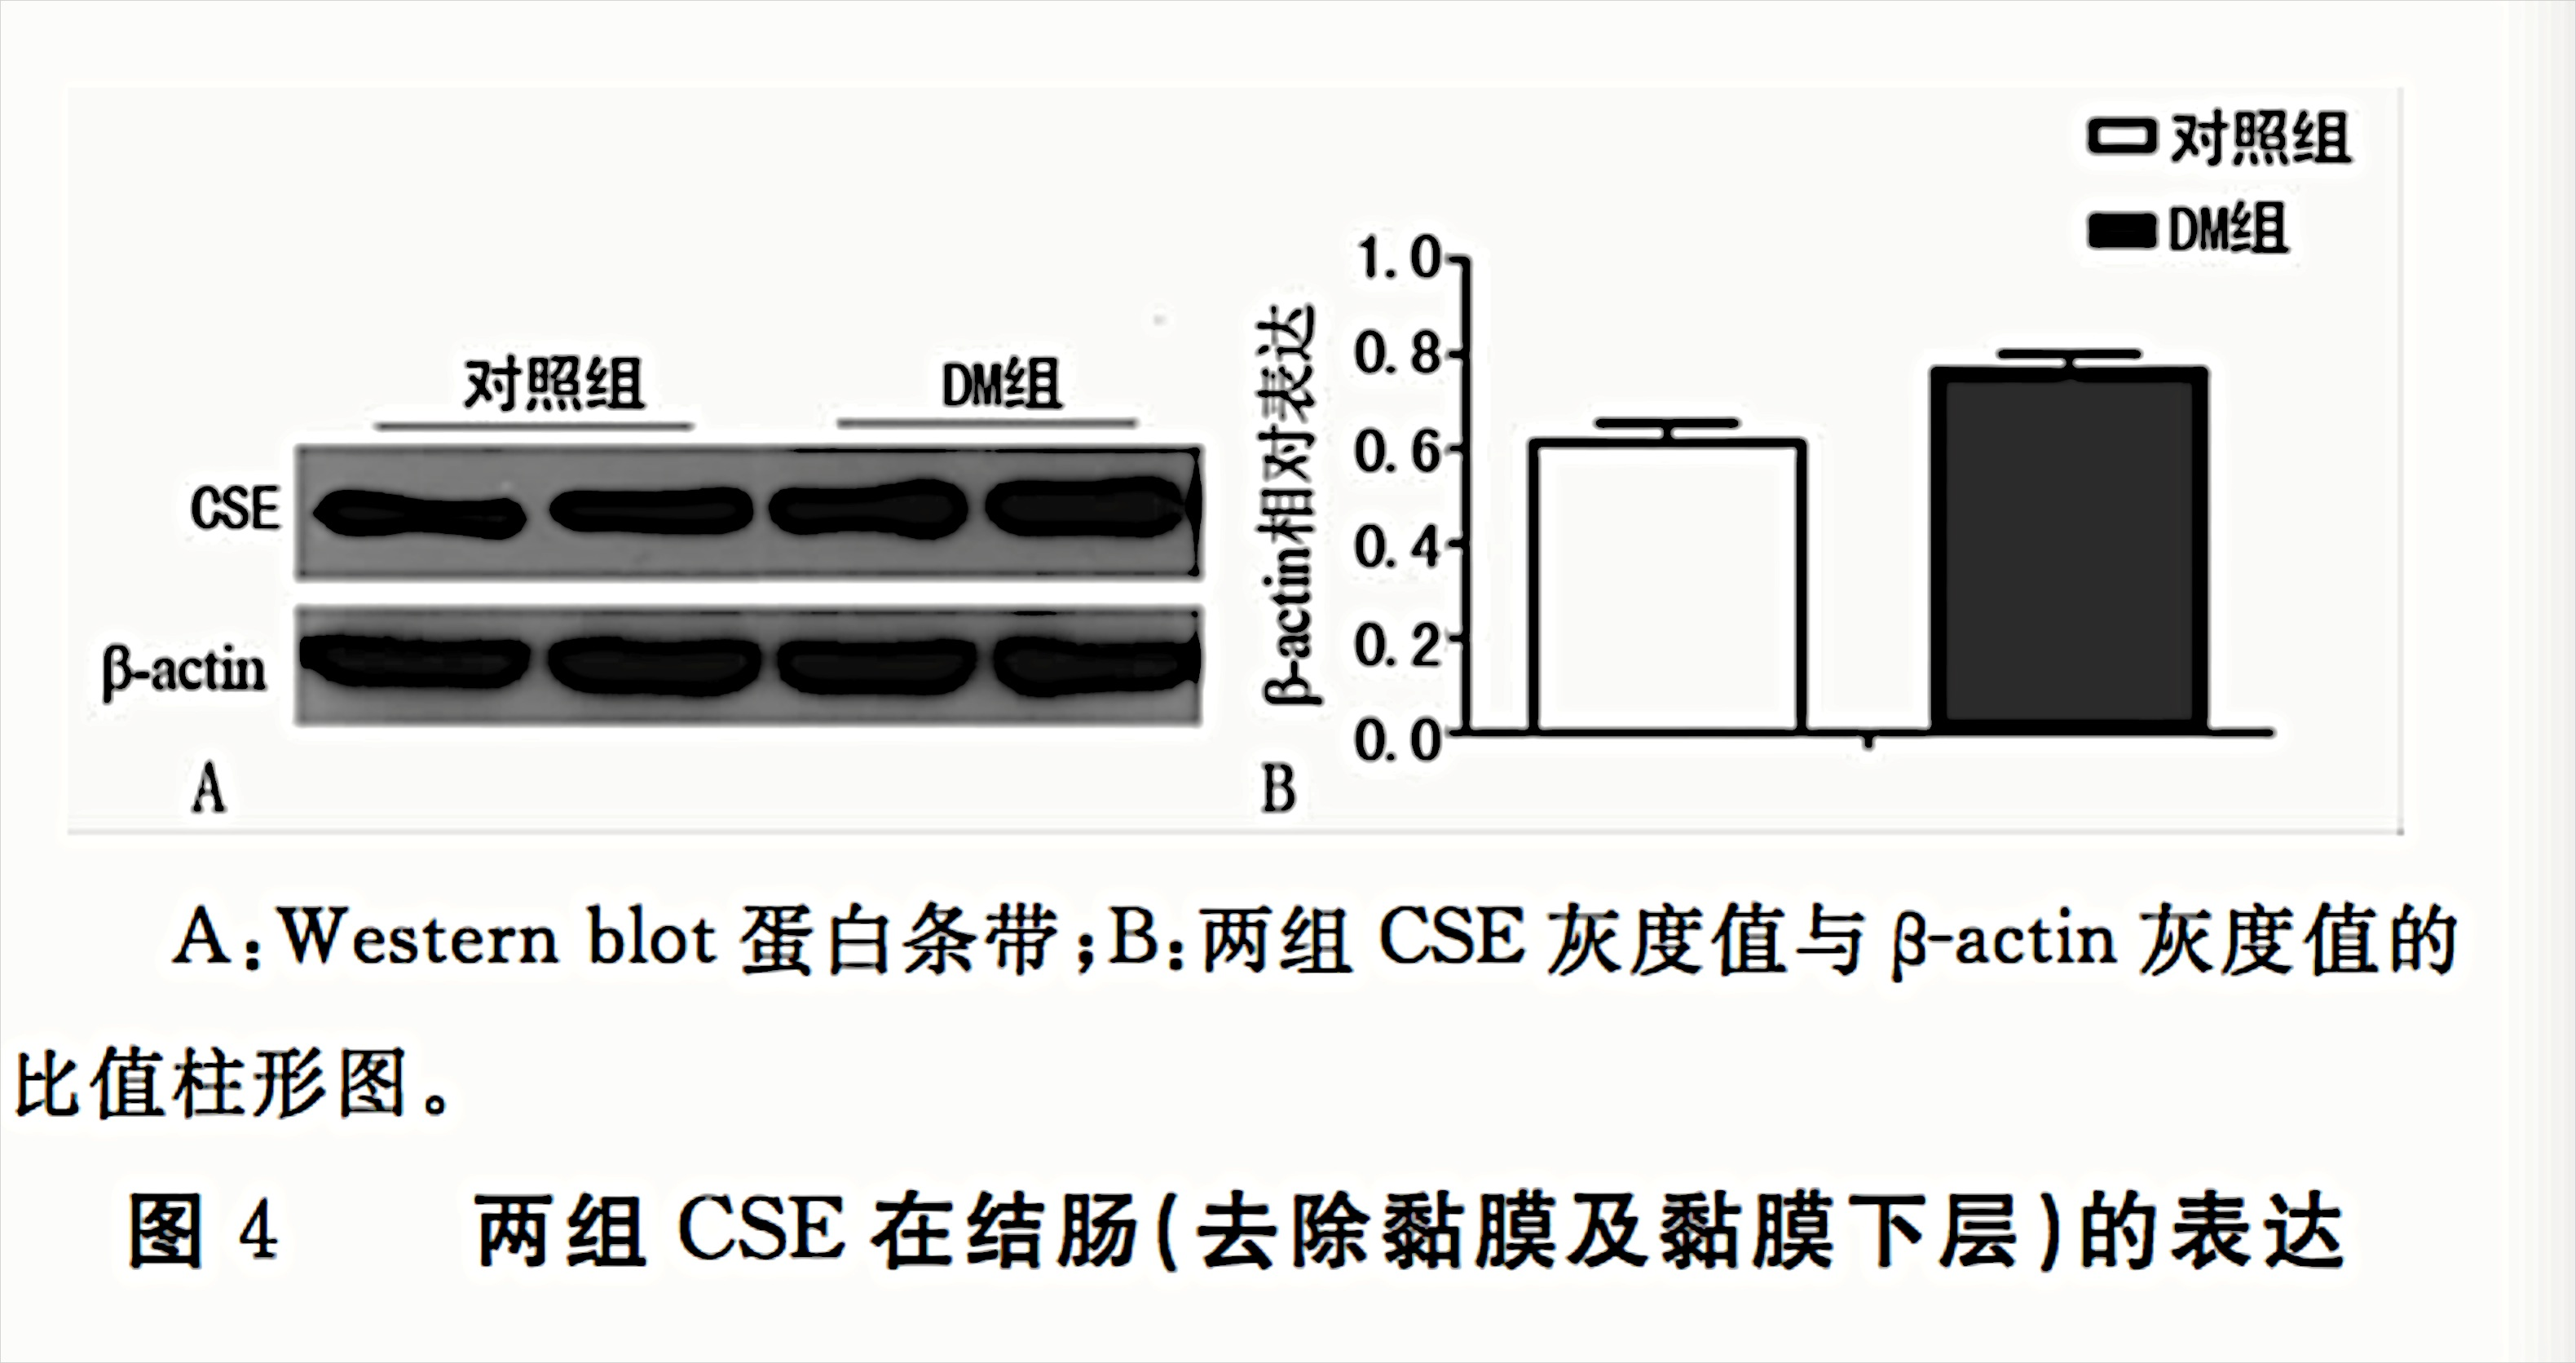 对照组
DM组
对照组
DM组
CSE
β-actin
A
β-actin相对表达
1.0
0.8
0.6
0.4
0.2
0.0
B
A:Western blot 蛋白条带;B:两组 CSE 灰度值与 β-actin 灰度值的
比值柱形图。
图 4 两组 CSE 在结肠(去除黏膜及黏膜下层)的表达